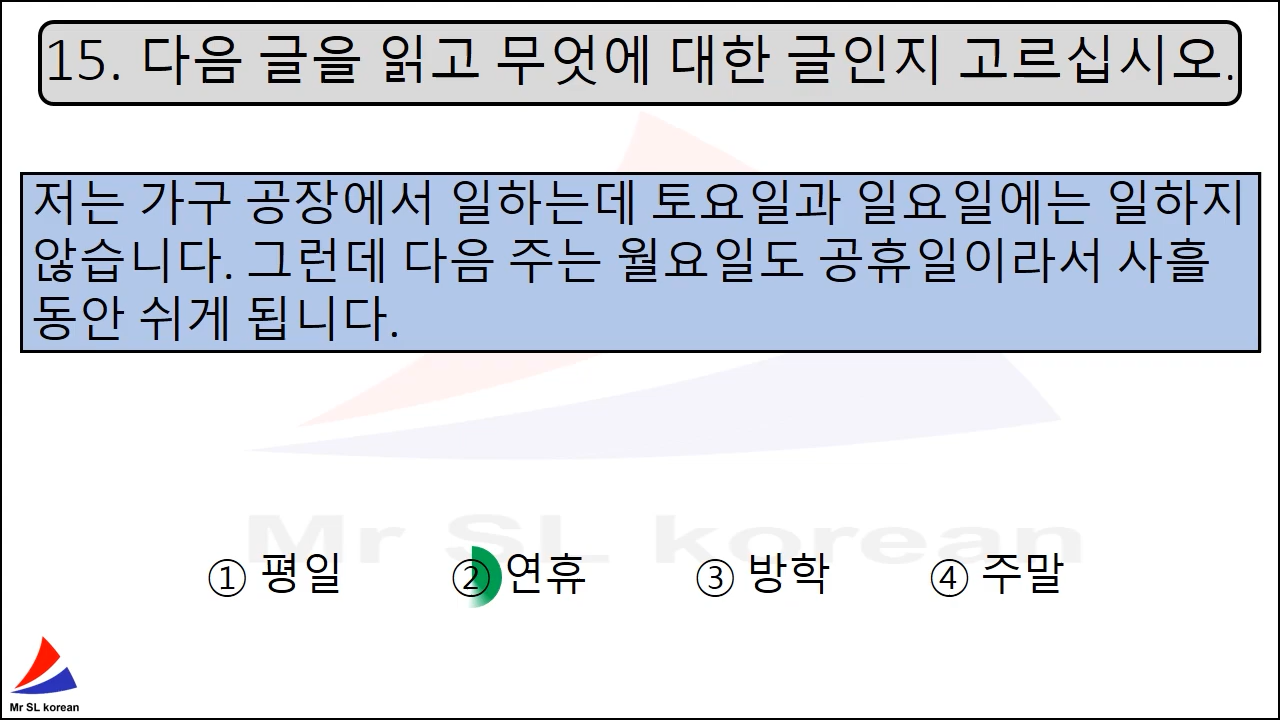 15. 다음 글을 읽고 무엇에 대한 글인지 고르십시오.
저는 가구 공장에서 일하는데 토요일과 일요일에는 일하지
않습니다. 그런데 다음 주는 월요일도 공휴일이라서 사흘
동안 쉬게 됩니다.
Mr SL korean
① 평일 ② 연휴 ③ 방학 ④ 주말
Mr SL korean